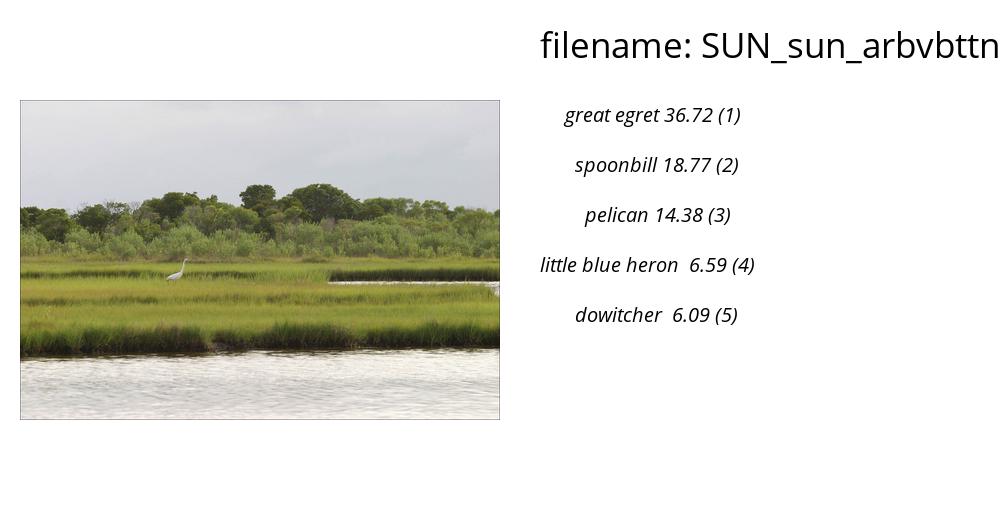 filename: SUN_sun_arbvbttn
great egret 36.72 (1)
spoonbill 18.77 (2)
pelican 14.38 (3)
little blue heron 6.59 (4)
dowitcher 6.09 (5)